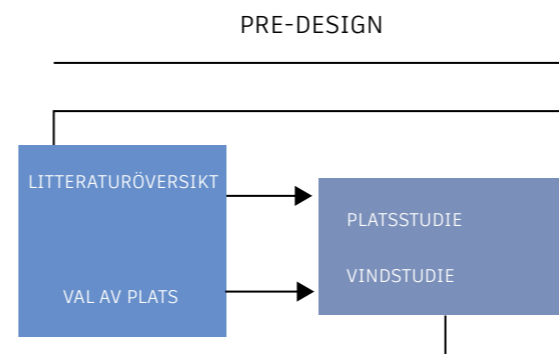 PRE-DESIGN
LITTERATURÖVERSIKT
VAL AV PLATS
PLATSSTUDIE
VINDSTUDIE